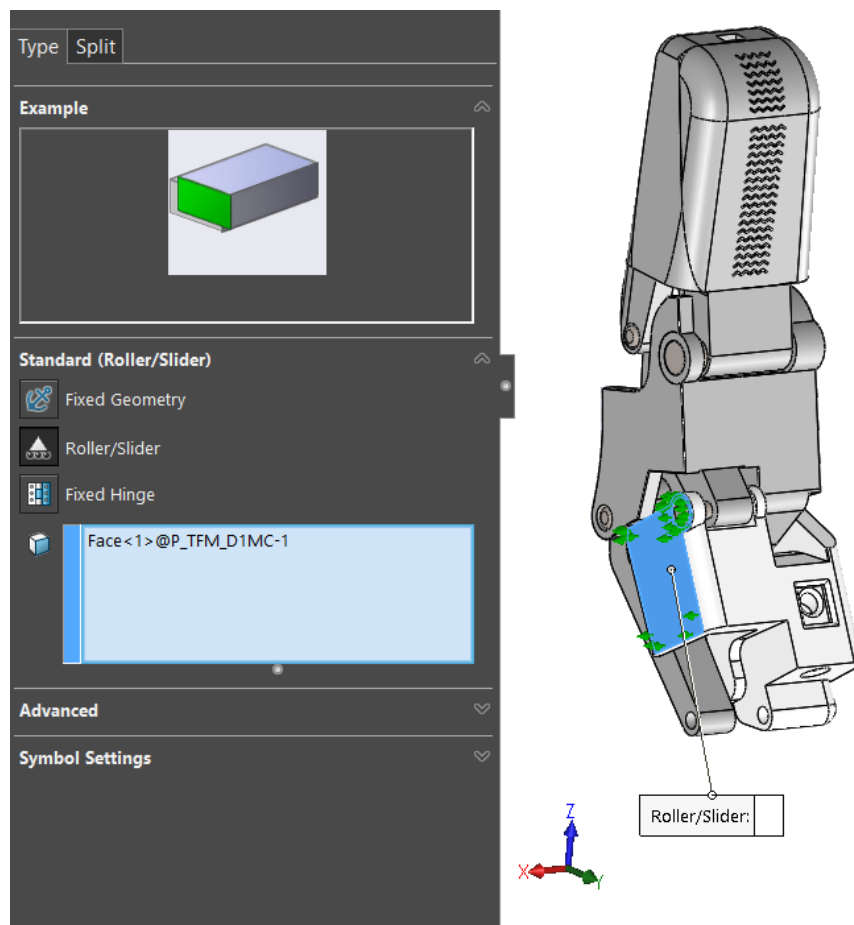 Type Split
Example
Standard (Roller/Slider)
Fixed Geometry
Roller/Slider
Fixed Hinge
Face<1>@P_TFM_D1MC-1
Advanced
Symbol Settings
Roller/Slider:
Z
X
Y